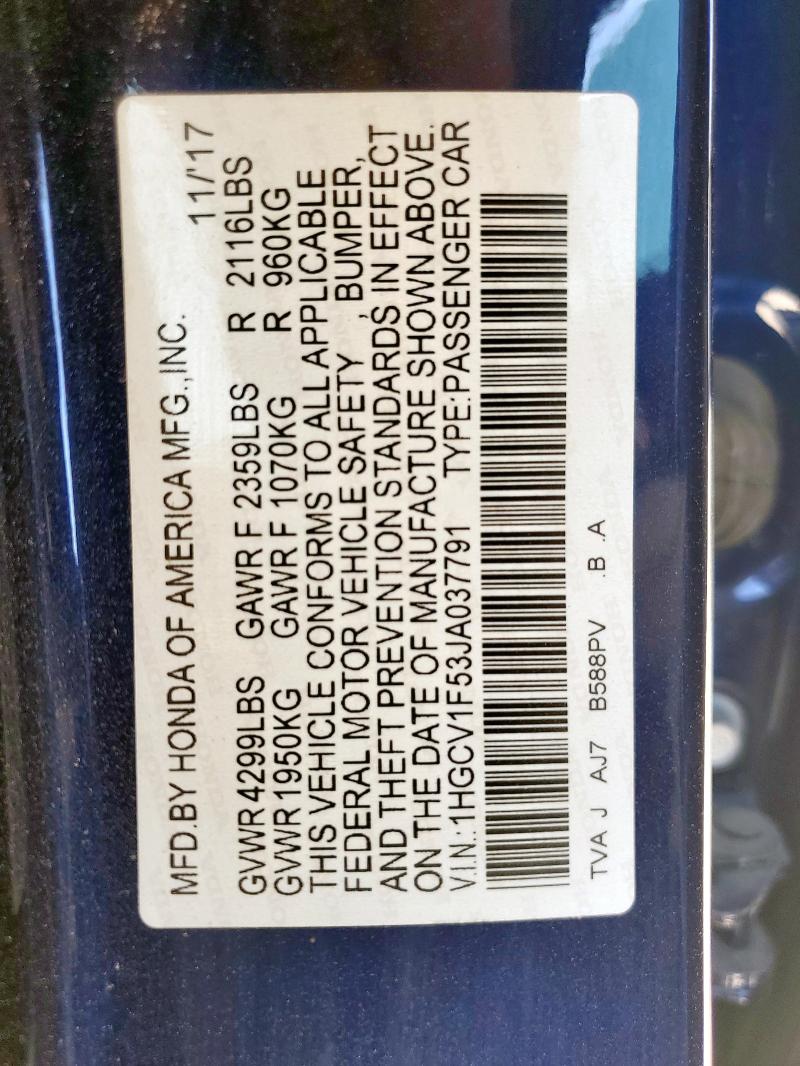 MFD.BY HONDA OF AMERICA MFG.,INC. 11/'17
GVWR 4299LBS GAWR F 2359LBS R 2116LBS
GVWR 1950KG GAWR F 1070KG R 960KG
THIS VEHICLE CONFORMS TO ALL APPLICABLE
FEDERAL MOTOR VEHICLE SAFETY , BUMPER,
AND THEFT PREVENTION STANDARDS IN EFFECT
ON THE DATE OF MANUFACTURE SHOWN ABOVE.
V.I.N.:1HGCV1F53JA037791 TYPE:PASSENGER CAR
TVA J AJ7 B588PV .B .A